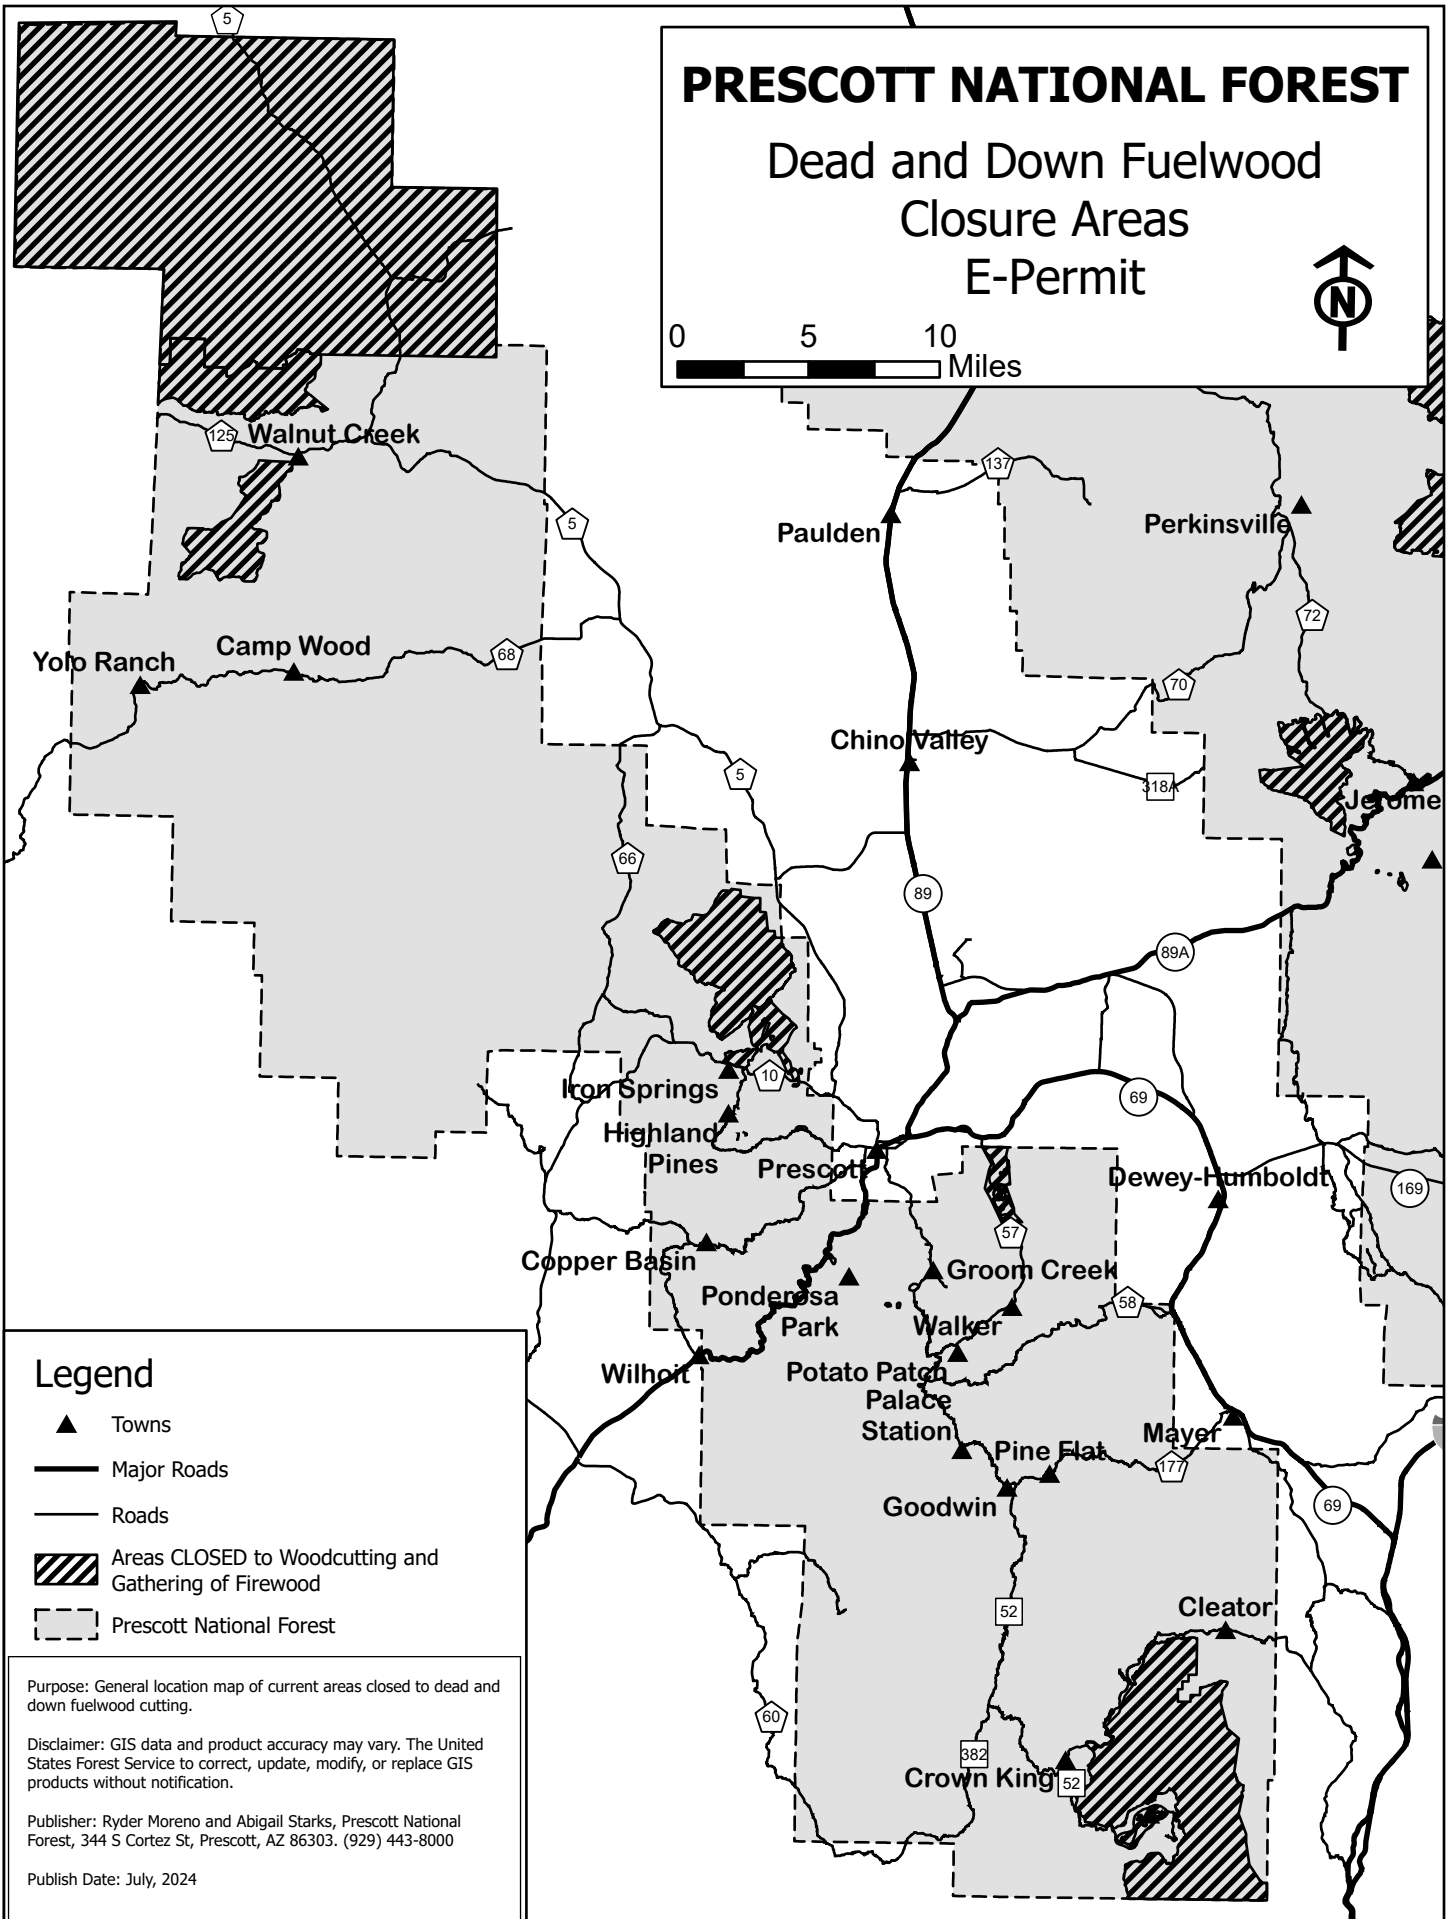 PRESCOTT NATIONAL FOREST
Dead and Down Fuelwood
Closure Areas
E-Permit
N
0 5 10
Miles
5
125
Walnut Creek
137
5
Paulden
Perkinsville
72
Camp Wood
68
Yolo Ranch
70
Chino Valley
5
318A
Jerome
66
89
89A
10
Iron Springs
69
Highland
Pines
Prescott
Dewey-Humboldt
169
57
Copper Basin
Groom Creek
Ponderosa
Park
58
Walker
Wilhoit
Potato Patch
Palace
Station
Mayer
Pine Flat
177
Goodwin
69
52
Cleator
60
382
Crown King
52
Legend
Towns
Major Roads
Roads
Areas CLOSED to Woodcutting and
Gathering of Firewood
Prescott National Forest
Purpose: General location map of current areas closed to dead and
down fuelwood cutting.
Disclaimer: GIS data and product accuracy may vary. The United
States Forest Service to correct, update, modify, or replace GIS
products without notification.
Publisher: Ryder Moreno and Abigail Starks, Prescott National
Forest, 344 S Cortez St, Prescott, AZ 86303. (929) 443-8000
Publish Date: July, 2024